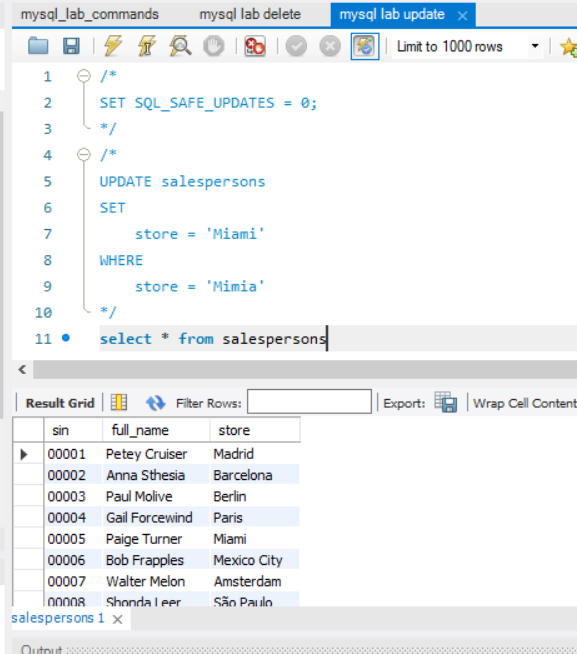 mysql_lab_commands mysql lab delete mysql lab update ×
Limit to 1000 rows
1 /*
2 SET SQL_SAFE_UPDATES = 0;
3 */
4 /*
5 UPDATE salespersons
6 SET
7 store = 'Miami'
8 WHERE
9 store = 'Mimia'
10 */
11 select * from salespersons
Result Grid Filter Rows: Export: Wrap Cell Content
sin full_name store
00001 Petey Cruiser Madrid
00002 Anna Sthesia Barcelona
00003 Paul Molive Berlin
00004 Gail Forcewind Paris
00005 Paige Turner Miami
00006 Bob Frapples Mexico City
00007 Walter Melon Amsterdam
00008 Shonda Leer São Paulo
salespersons 1 ×
Output